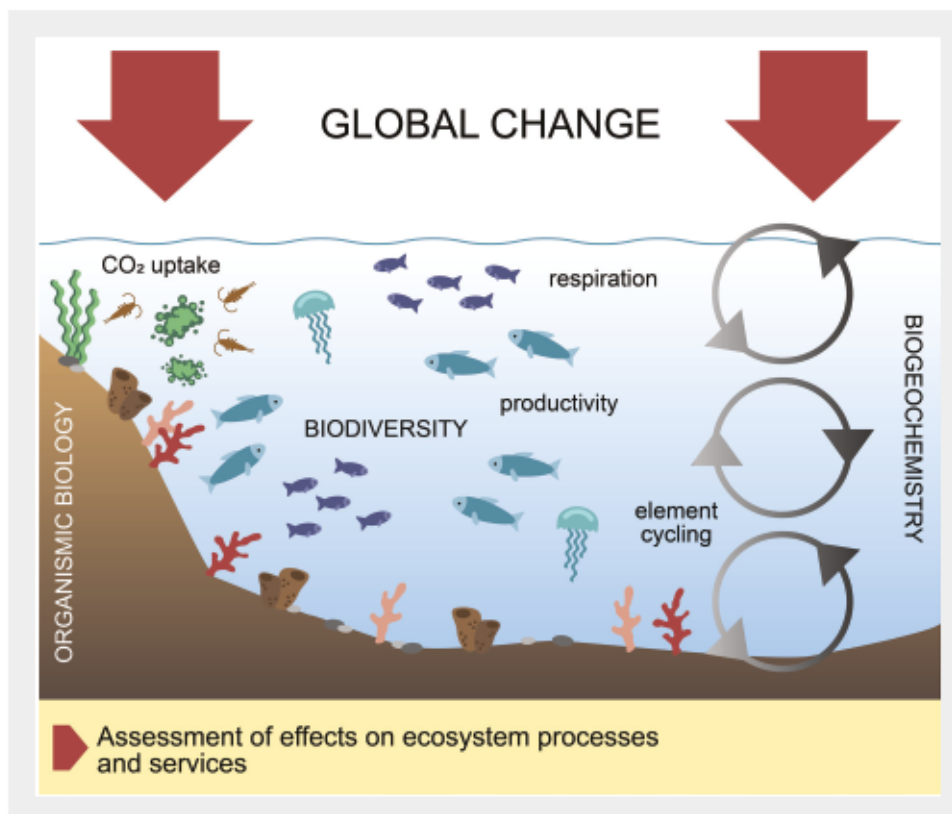 GLOBAL CHANGE
CO₂ uptake
respiration
productivity
BIODIVERSITY
element
cycling
ORGANISMIC BIOLOGY
BIOGEOCHEMISTRY
Assessment of effects on ecosystem processes
and services